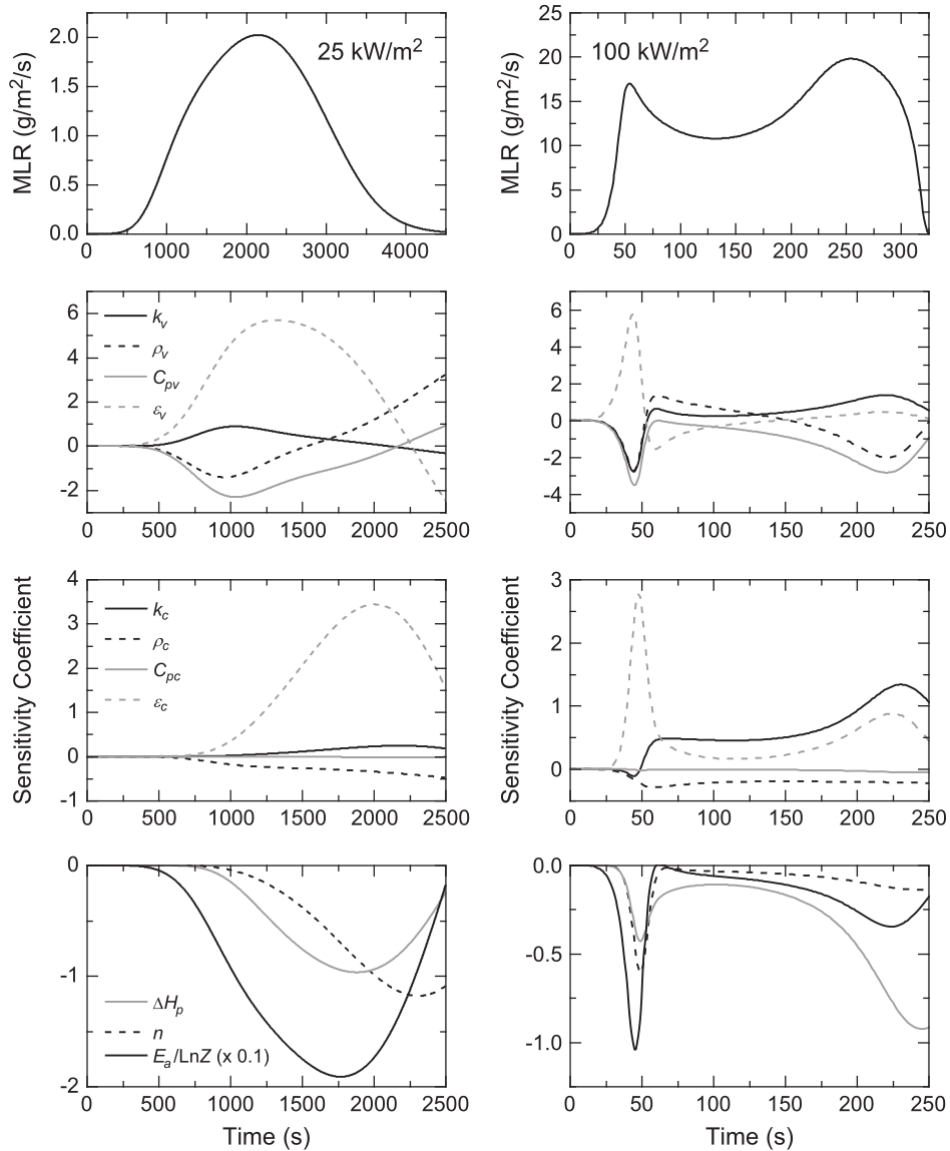 25 kW/m²
MLR (g/m²/s)
2.0
1.5
1.0
0.5
0.0
0 1000 2000 3000 4000
100 kW/m²
MLR (g/m²/s)
25
20
15
10
5
0
0 50 100 150 200 250 300
k_v
ρ_v
C_pv
ε_v
6
4
2
0
-2
0 500 1000 1500 2000 2500
6
4
2
0
-2
-4
0 50 100 150 200 250
Sensitivity Coefficient
k_c
ρ_c
C_pc
ε_c
4
3
2
1
0
-1
0 500 1000 1500 2000 2500
Sensitivity Coefficient
3
2
1
0
-1
0 50 100 150 200 250
ΔH_p
n
E_a/LnZ (x 0.1)
0
-1
-2
0 500 1000 1500 2000 2500
Time (s)
0.0
-0.5
-1.0
0 50 100 150 200 250
Time (s)